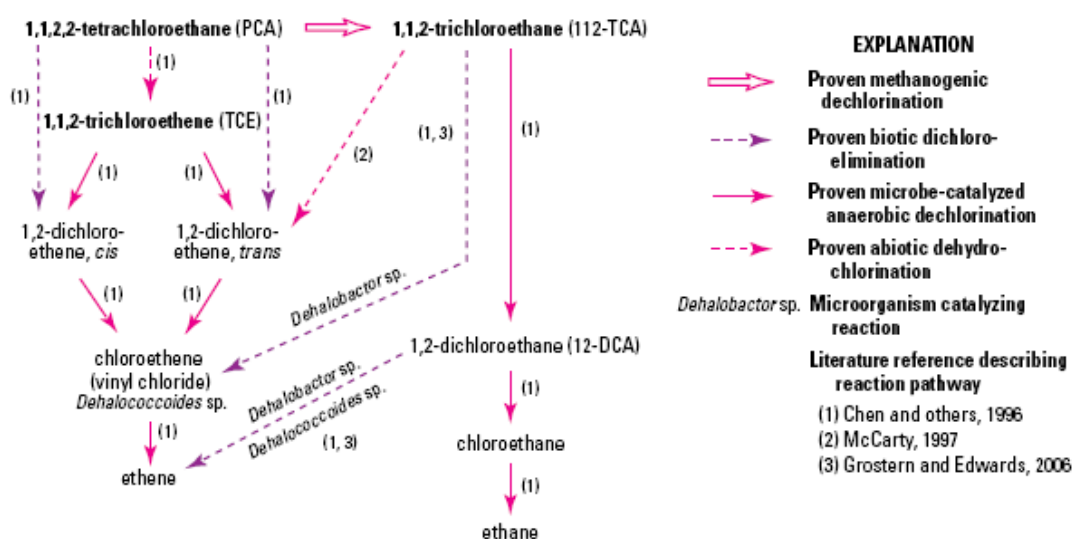 1,1,2,2-tetrachloroethane (PCA)
1,1,2-trichloroethane (112-TCA)
(1)
(1)
(1)
1,1,2-trichloroethene (TCE)
(1)
(1)
(2)
(1, 3)
(1)
1,2-dichloro-
ethene, cis
1,2-dichloro-
ethene, trans
(1)
(1)
Dehalobactor sp.
chloroethene
(vinyl chloride)
Dehalococcoides sp.
1,2-dichloroethane (12-DCA)
Dehalobactor sp.
Dehalococcoides sp.
(1, 3)
(1)
ethene
(1)
chloroethane
(1)
ethane
EXPLANATION
Proven methanogenic
dechlorination
Proven biotic dichloro-
elimination
Proven microbe-catalyzed
anaerobic dechlorination
Proven abiotic dehydro-
chlorination
Dehalobactor sp. Microorganism catalyzing
reaction
Literature reference describing
reaction pathway
(1) Chen and others, 1996
(2) McCarty, 1997
(3) Grostern and Edwards, 2006